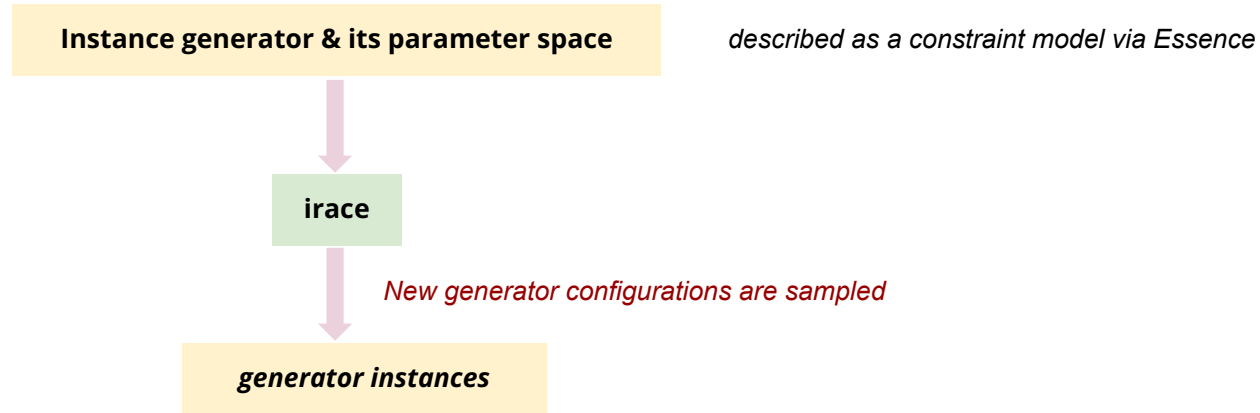 Instance generator & its parameter space
described as a constraint model via Essence
irace
New generator configurations are sampled
generator instances